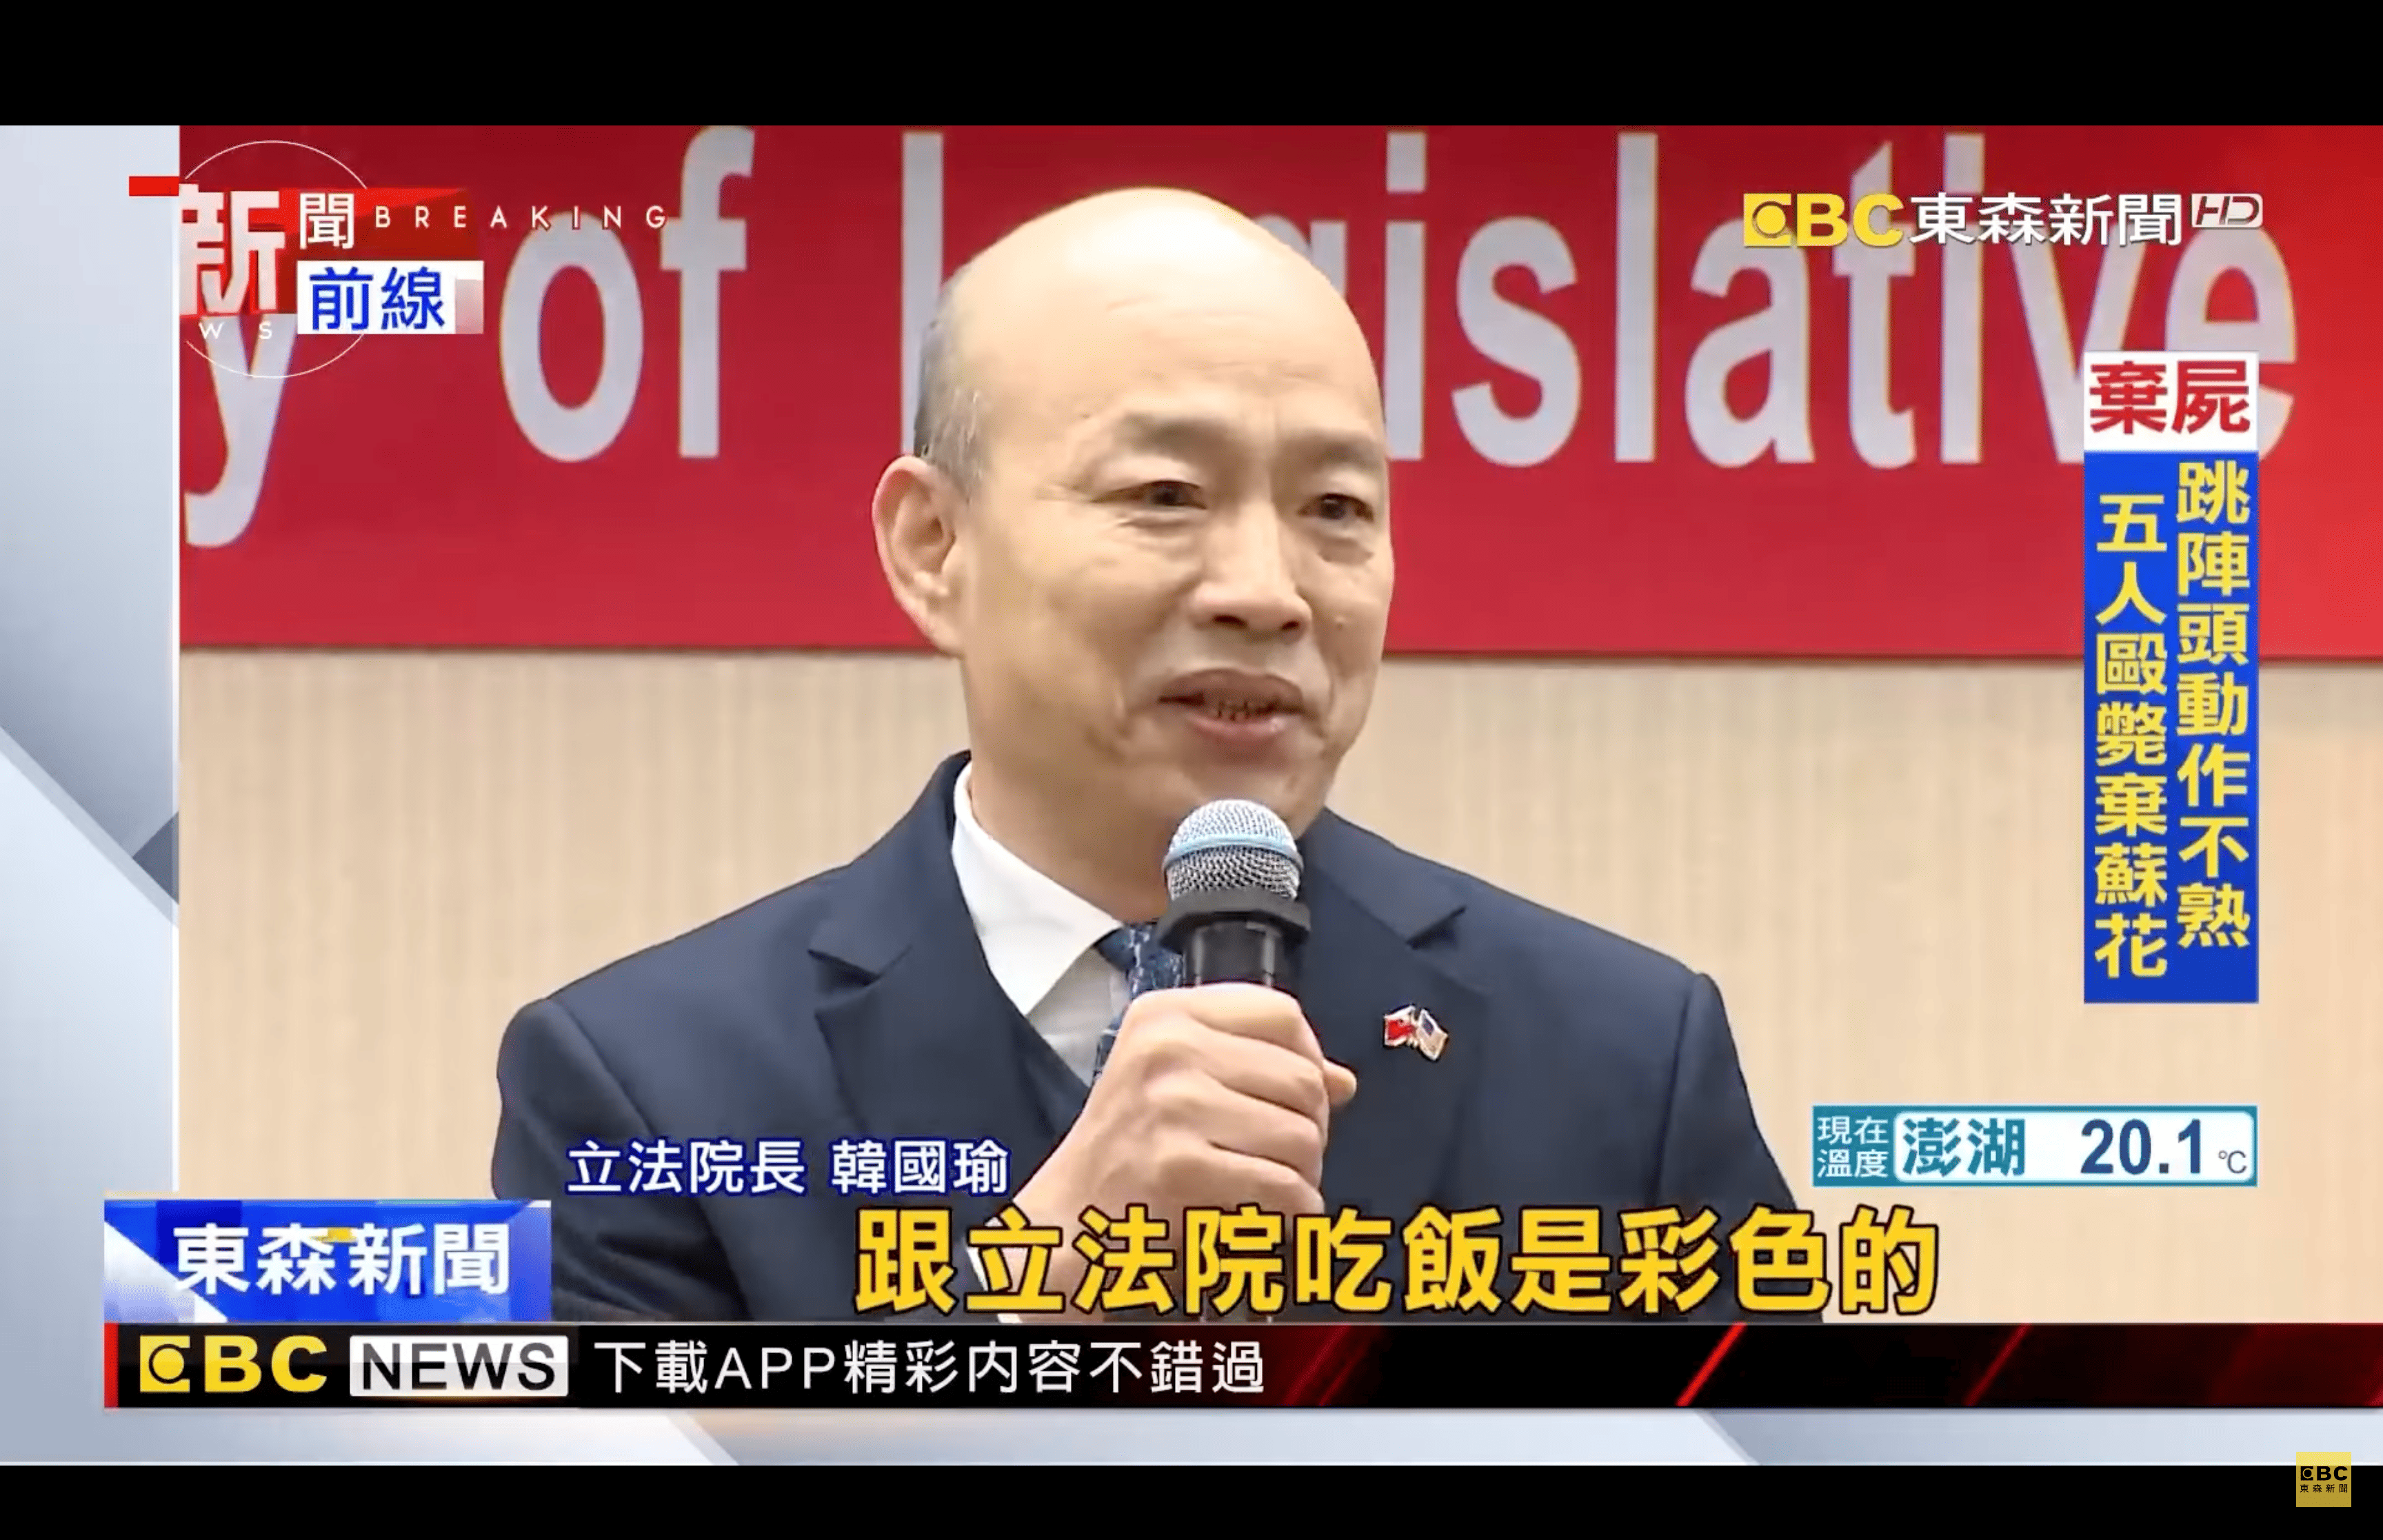 y of Legislative
新聞 BREAKING
NEWS
前線
EBC東森新聞HD
棄屍
跳陣頭動作不熟
五人毆斃棄蘇花
現在溫度 澎湖 20.1℃
立法院長 韓國瑜
跟立法院吃飯是彩色的
東森新聞
EBC NEWS 下載APP精彩內容不錯過
EBC
東森新聞